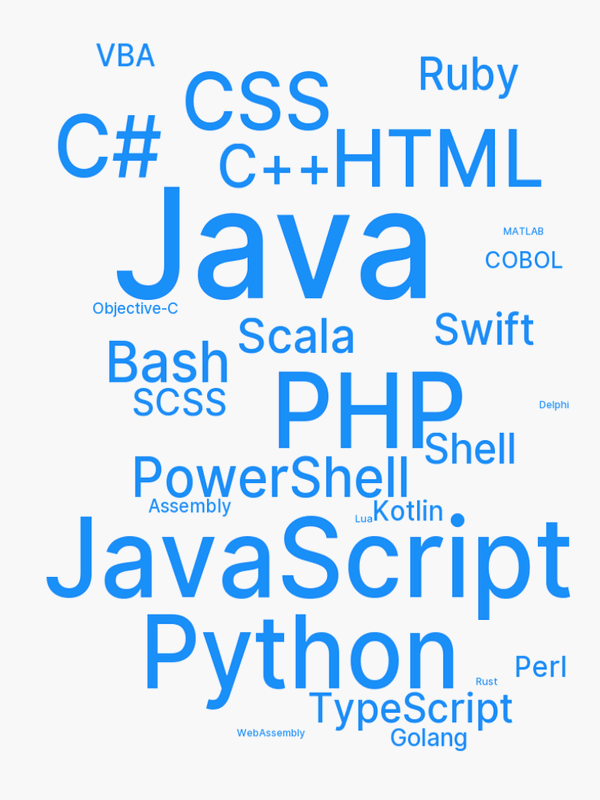 VBA
Ruby
CSS
C#
C++
HTML
Java
MATLAB
COBOL
Objective-C
Swift
Scala
Bash
SCSS
PHP
Delphi
Shell
PowerShell
Assembly
Lua
Kotlin
JavaScript
Python
Perl
Rust
TypeScript
WebAssembly
Golang